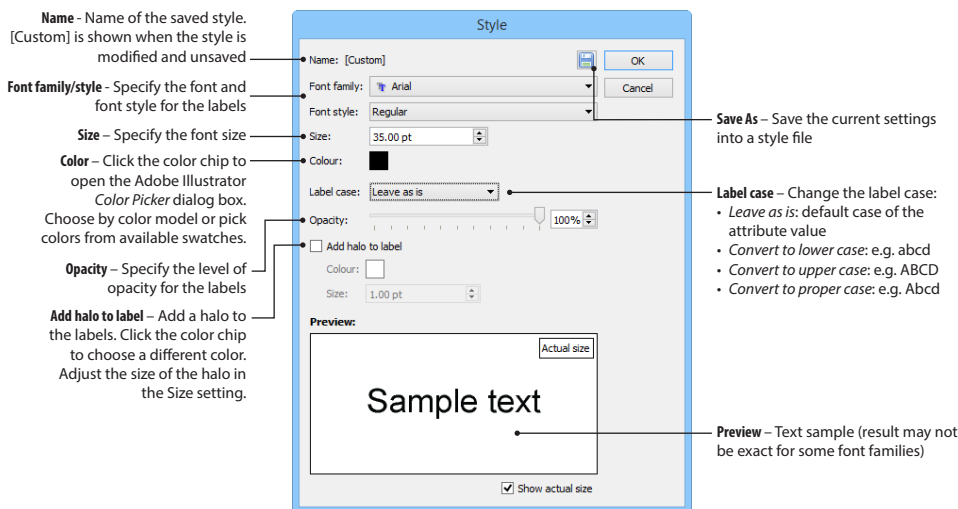 Name - Name of the saved style.
[Custom] is shown when the style is
modified and unsaved
Font family/style - Specify the font and
font style for the labels
Size – Specify the font size
Color – Click the color chip to
open the Adobe Illustrator
Color Picker dialog box.
Choose by color model or pick
colors from available swatches.
Opacity – Specify the level of
opacity for the labels
Add halo to label – Add a halo to
the labels. Click the color chip
to choose a different color.
Adjust the size of the halo in
the Size setting.
Style
Name: [Custom]
OK
Font family: Arial
Cancel
Font style: Regular
Size: 35.00 pt
Colour:
Label case: Leave as is
Opacity: 100%
Add halo to label
Colour:
Size: 1.00 pt
Preview:
Actual size
Sample text
Show actual size
Save As – Save the current settings
into a style file
Label case – Change the label case:
• Leave as is: default case of the
attribute value
• Convert to lower case: e.g. abcd
• Convert to upper case: e.g. ABCD
• Convert to proper case: e.g. Abcd
Preview – Text sample (result may not
be exact for some font families)